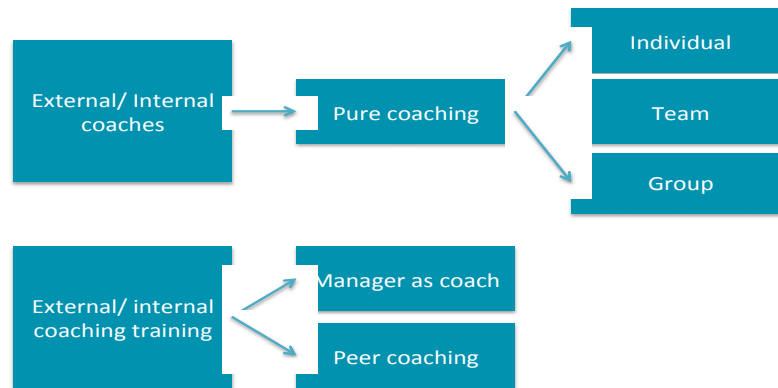 External/ Internal
coaches
Pure coaching
Individual
Team
Group
External/ internal
coaching training
Manager as coach
Peer coaching